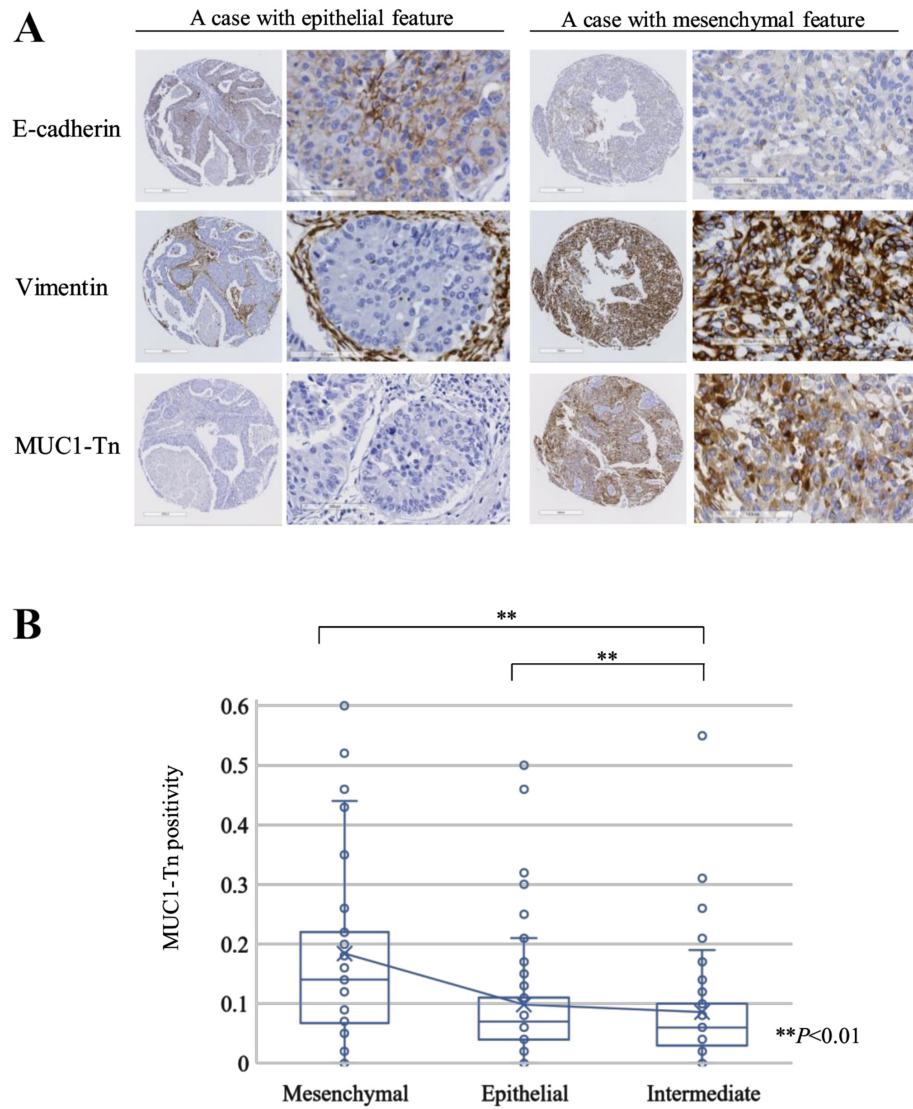 A
A case with epithelial feature
A case with mesenchymal feature
E-cadherin
Vimentin
MUC1-Tn
B
**
**
MUC1-Tn positivity
0.6
0.5
0.4
0.3
0.2
0.1
0
Mesenchymal
Epithelial
Intermediate
**P<0.01